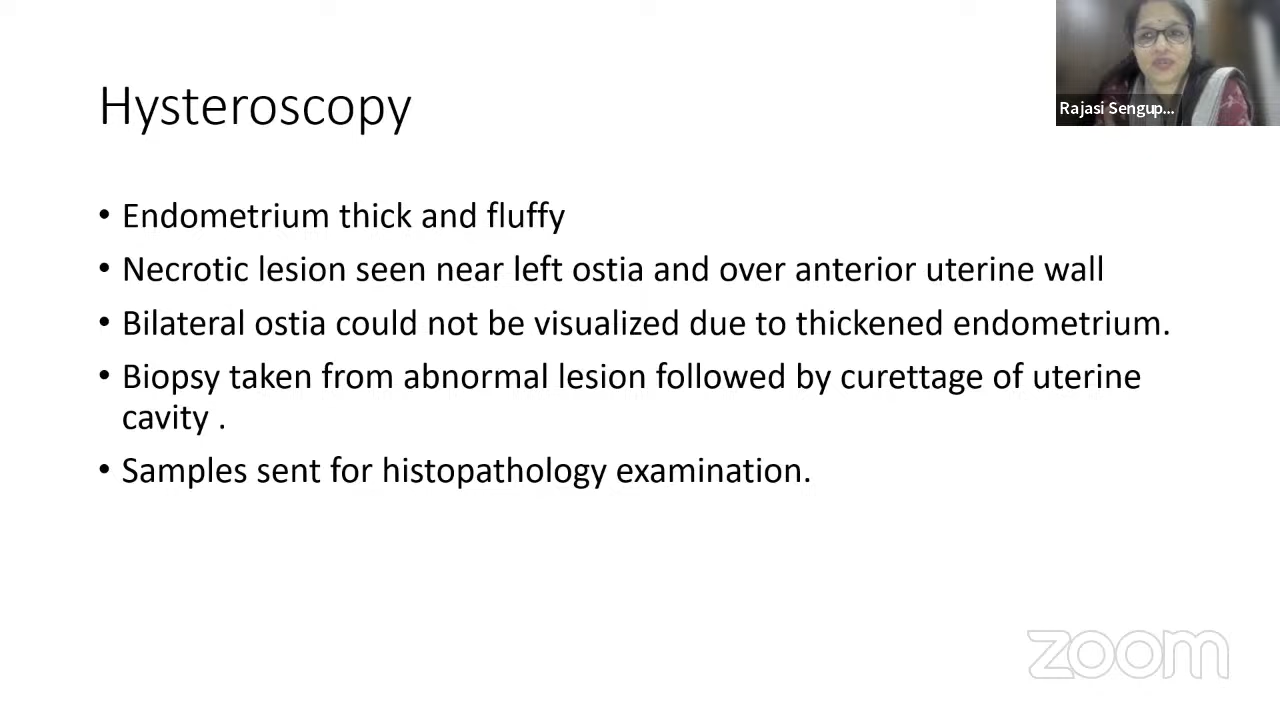 Rajasi Sengup...
Hysteroscopy
• Endometrium thick and fluffy
• Necrotic lesion seen near left ostia and over anterior uterine wall
• Bilateral ostia could not be visualized due to thickened endometrium.
• Biopsy taken from abnormal lesion followed by curettage of uterine
cavity .
• Samples sent for histopathology examination.
zoom